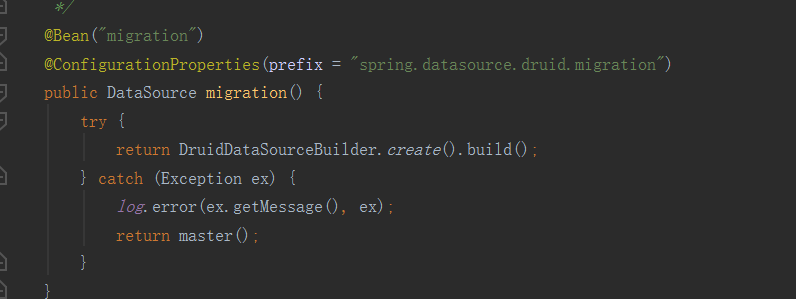 */
@Bean("migration")
@ConfigurationProperties(prefix = "spring.datasource.druid.migration")
public DataSource migration() {
try {
return DruidDataSourceBuilder.create().build();
} catch (Exception ex) {
log.error(ex.getMessage(), ex);
return master();
}
}